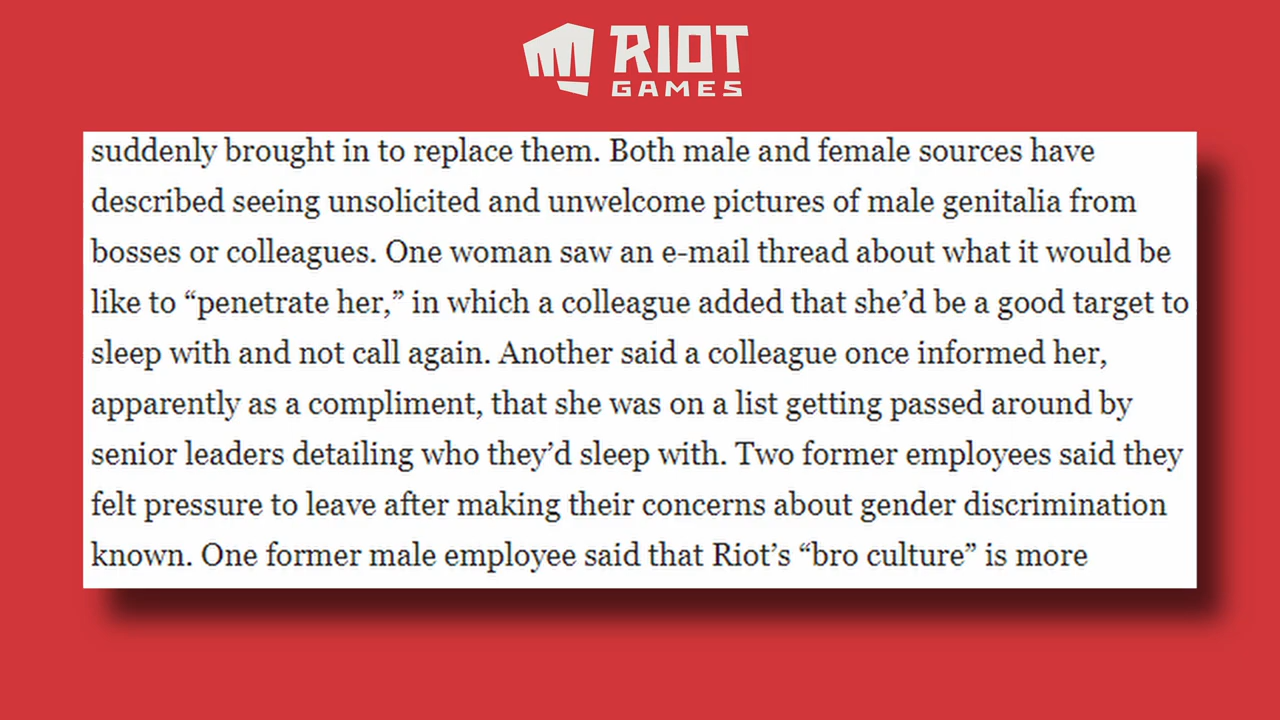 RIOT
GAMES
suddenly brought in to replace them. Both male and female sources have
described seeing unsolicited and unwelcome pictures of male genitalia from
bosses or colleagues. One woman saw an e-mail thread about what it would be
like to “penetrate her,” in which a colleague added that she’d be a good target to
sleep with and not call again. Another said a colleague once informed her,
apparently as a compliment, that she was on a list getting passed around by
senior leaders detailing who they’d sleep with. Two former employees said they
felt pressure to leave after making their concerns about gender discrimination
known. One former male employee said that Riot’s “bro culture” is more